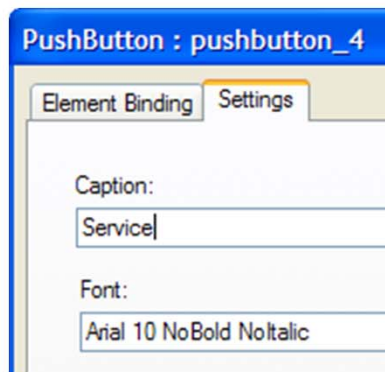 PushButton : pushbutton_4
Element Binding Settings
Caption:
Service
Font:
Arial 10 NoBold NoItalic